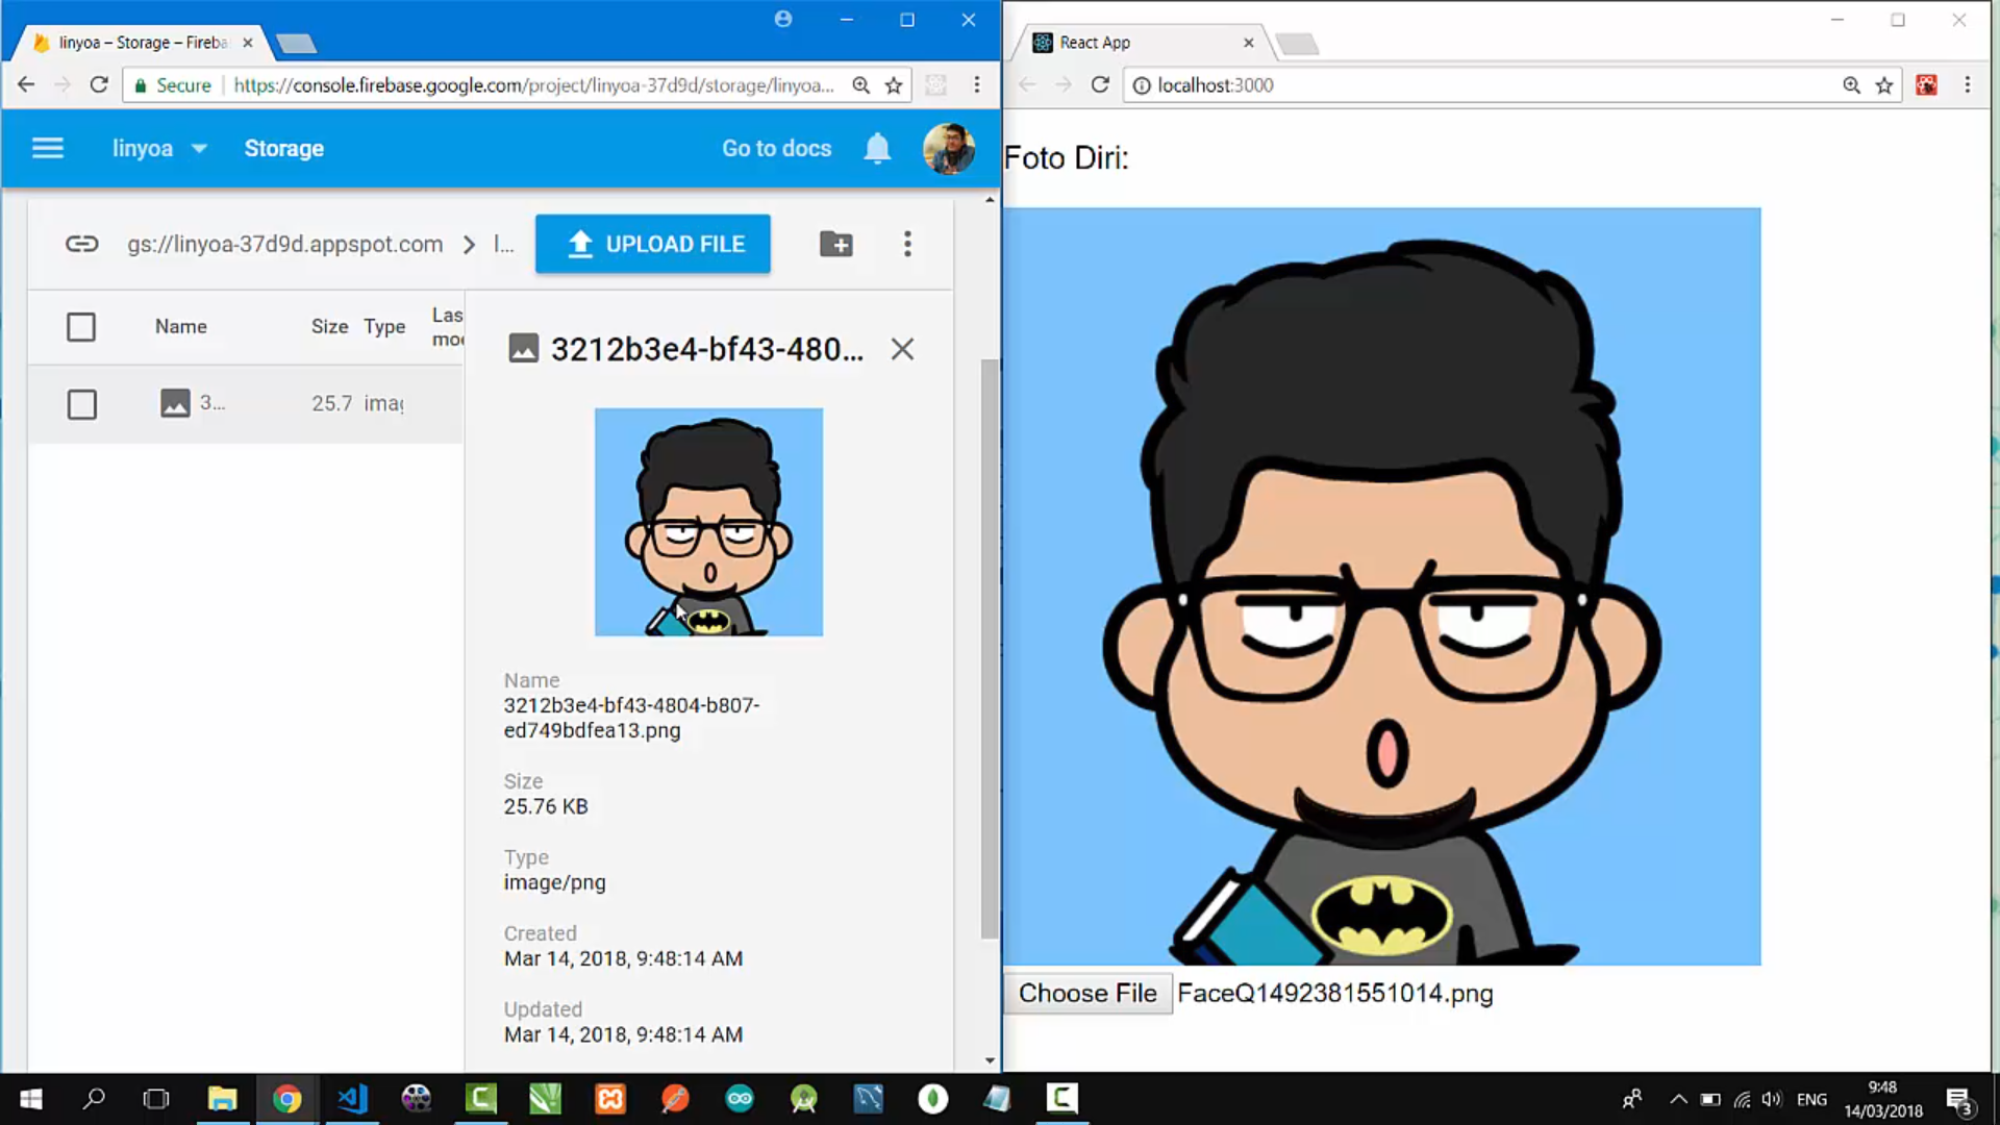 linyoa – Storage – Fireba
Secure
https://console.firebase.google.com/project/linyoa-37d9d/storage/linyoa...
linyoa
Storage
Go to docs
gs://linyoa-37d9d.appspot.com
l...
UPLOAD FILE
Name
Size
Type
Las
mo
3...
25.7
ima
3212b3e4-bf43-480...
Name
3212b3e4-bf43-4804-b807-
ed749bdfea13.png
Size
25.76 KB
Type
image/png
Created
Mar 14, 2018, 9:48:14 AM
Updated
Mar 14, 2018, 9:48:14 AM
React App
localhost:3000
Foto Diri:
Choose File
FaceQ1492381551014.png
ENG
9:48
14/03/2018
3